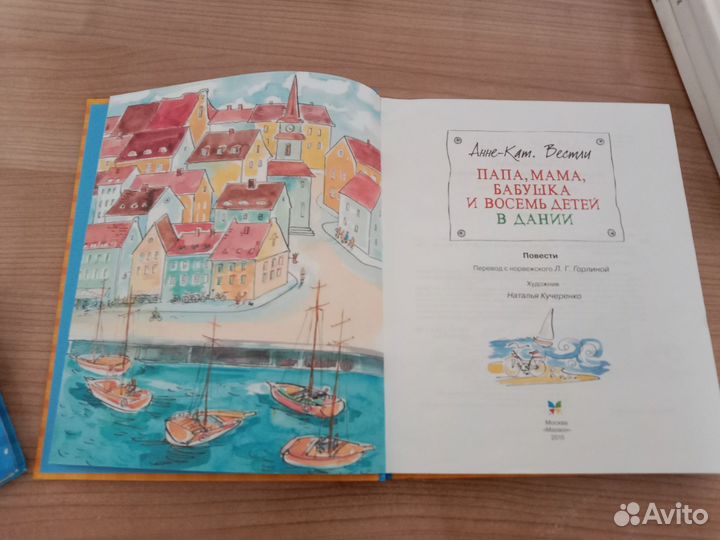 Анне-Кат. Вестли
ПАПА, МАМА,
БАБУШКА
И ВОСЕМЬ ДЕТЕЙ
В ДАНИИ
Повести
Перевод с норвежского Л. Г. Горлиной
Художник
Наталья Кучеренко
Москва
«Махаон»
2015
Avito